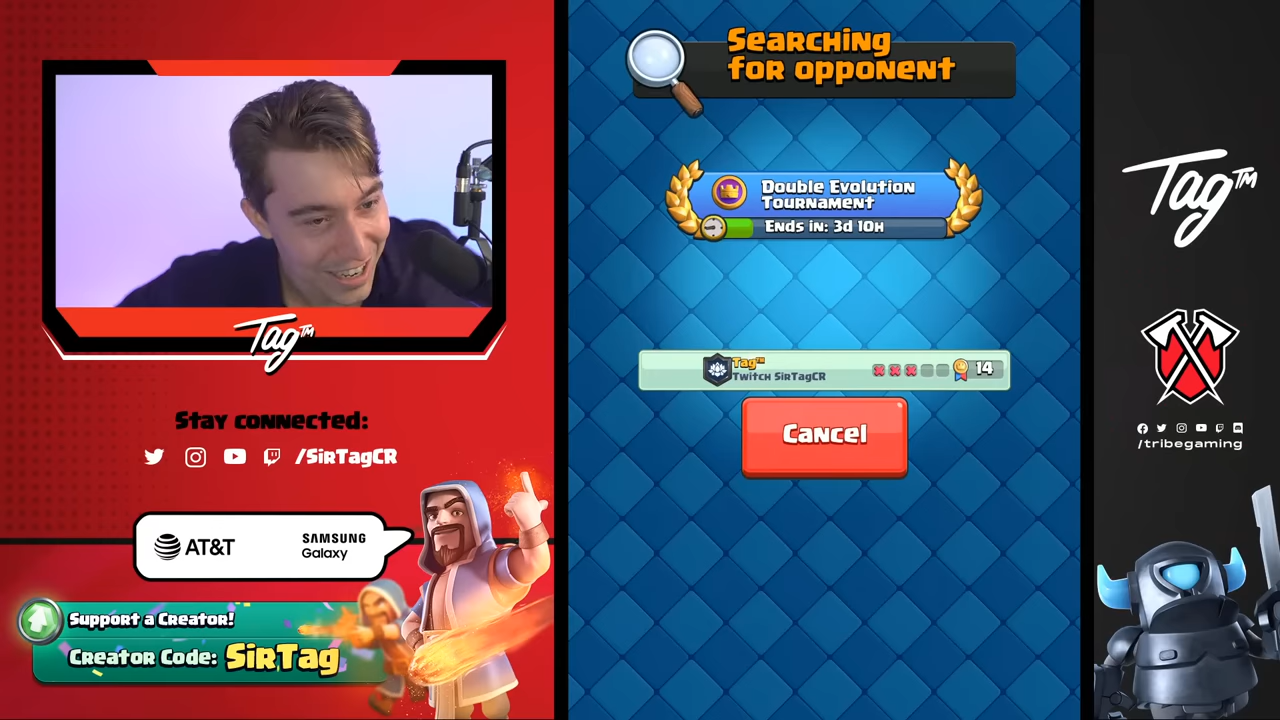 Tag™
Stay connected:
/SirTagCR
AT&T
SAMSUNG
Galaxy
Support a Creator!
Creator Code: SirTag
Searching
for opponent
Double Evolution
Tournament
Ends in: 3d 10h
Tag™
Twitch SirTagCR
14
Cancel
Tag™
/tribegaming